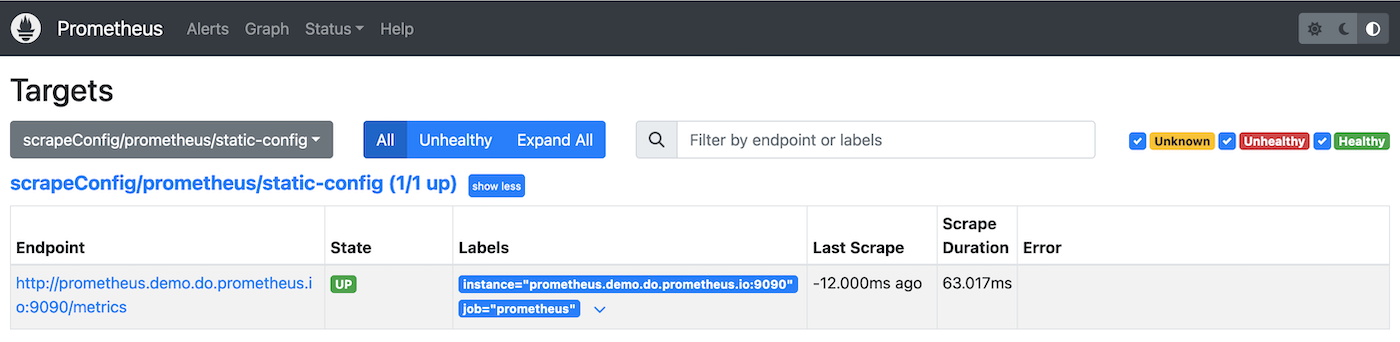 Prometheus Alerts Graph Status Help
Targets
scrapeConfig/prometheus/static-config All Unhealthy Expand All Filter by endpoint or labels Unknown Unhealthy Healthy
scrapeConfig/prometheus/static-config (1/1 up) show less
Endpoint State Labels Last Scrape Scrape Duration Error
http://prometheus.demo.do.prometheus.i
o:9090/metrics
UP
instance="prometheus.demo.do.prometheus.io:9090"
job="prometheus"
-12.000ms ago
63.017ms